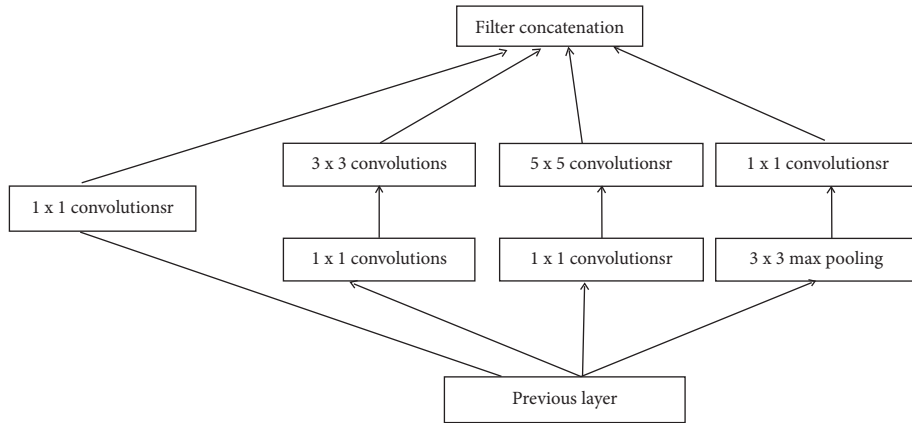 Filter concatenation
3 x 3 convolutions
5 x 5 convolutionsr
1 x 1 convolutionsr
1 x 1 convolutionsr
1 x 1 convolutions
1 x 1 convolutionsr
3 x 3 max pooling
Previous layer